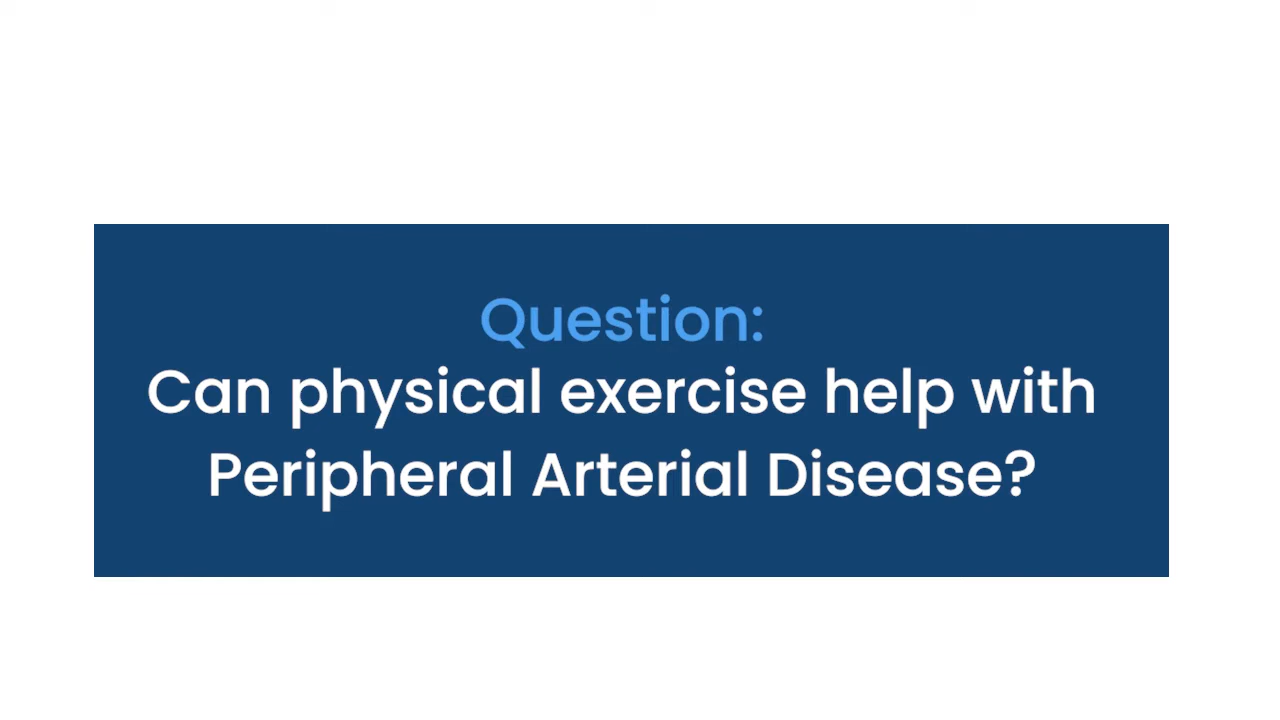 Question:
Can physical exercise help with
Peripheral Arterial Disease?